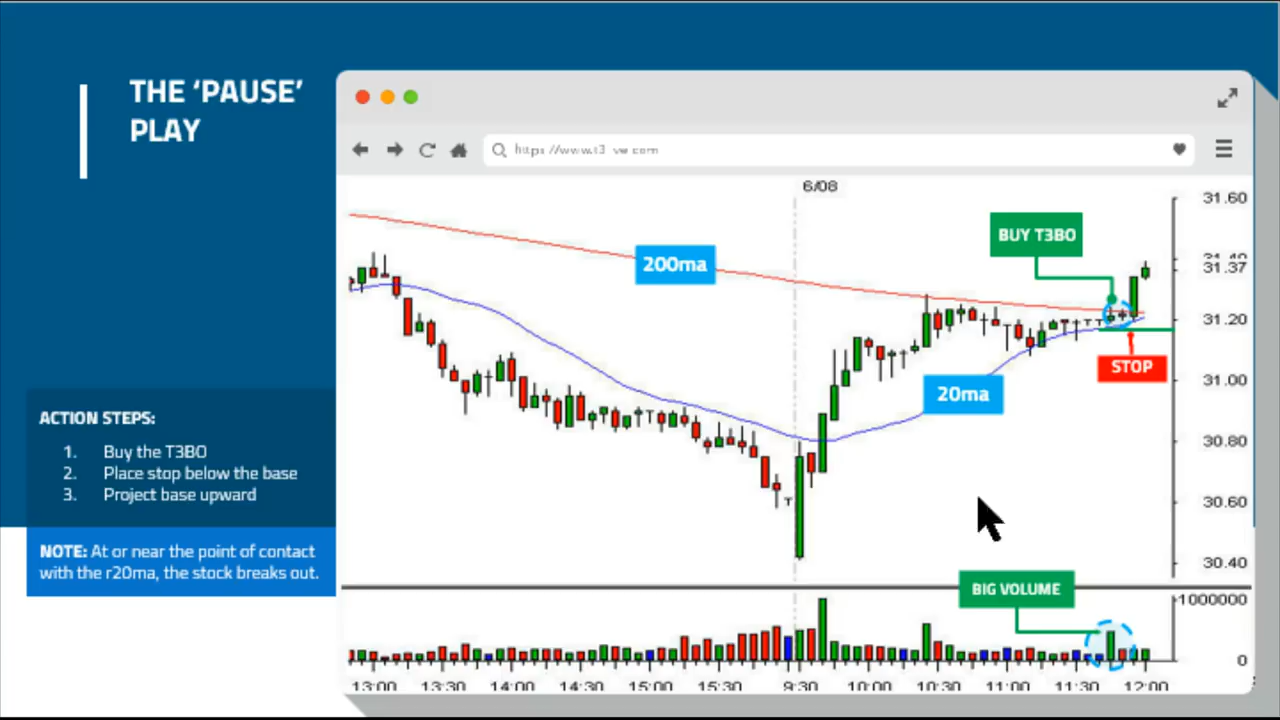 THE ‘PAUSE’
PLAY
ACTION STEPS:
1. Buy the T3BO
2. Place stop below the base
3. Project base upward
NOTE: At or near the point of contact
with the r20ma, the stock breaks out.
6/08
31.60
BUY T3BO
200ma
31.37
31.20
STOP
31.00
20ma
30.80
30.60
30.40
BIG VOLUME
1000000
0
13:00 13:30 14:00 14:30 15:00 15:30 9:30 10:00 10:30 11:00 11:30 12:00